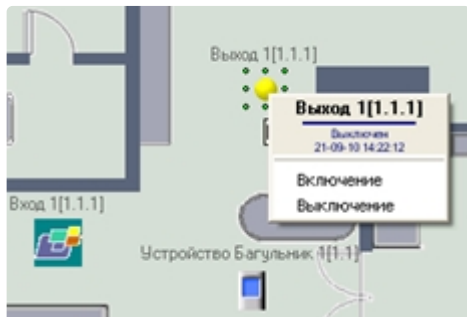 Выход 1[1.1.1]
Выход 1[1.1.1]
Выключен
21-09-10 14:22:12
Включение
Выключение
Вход 1[1.1.1]
Устройство Багульник 1[1.1]